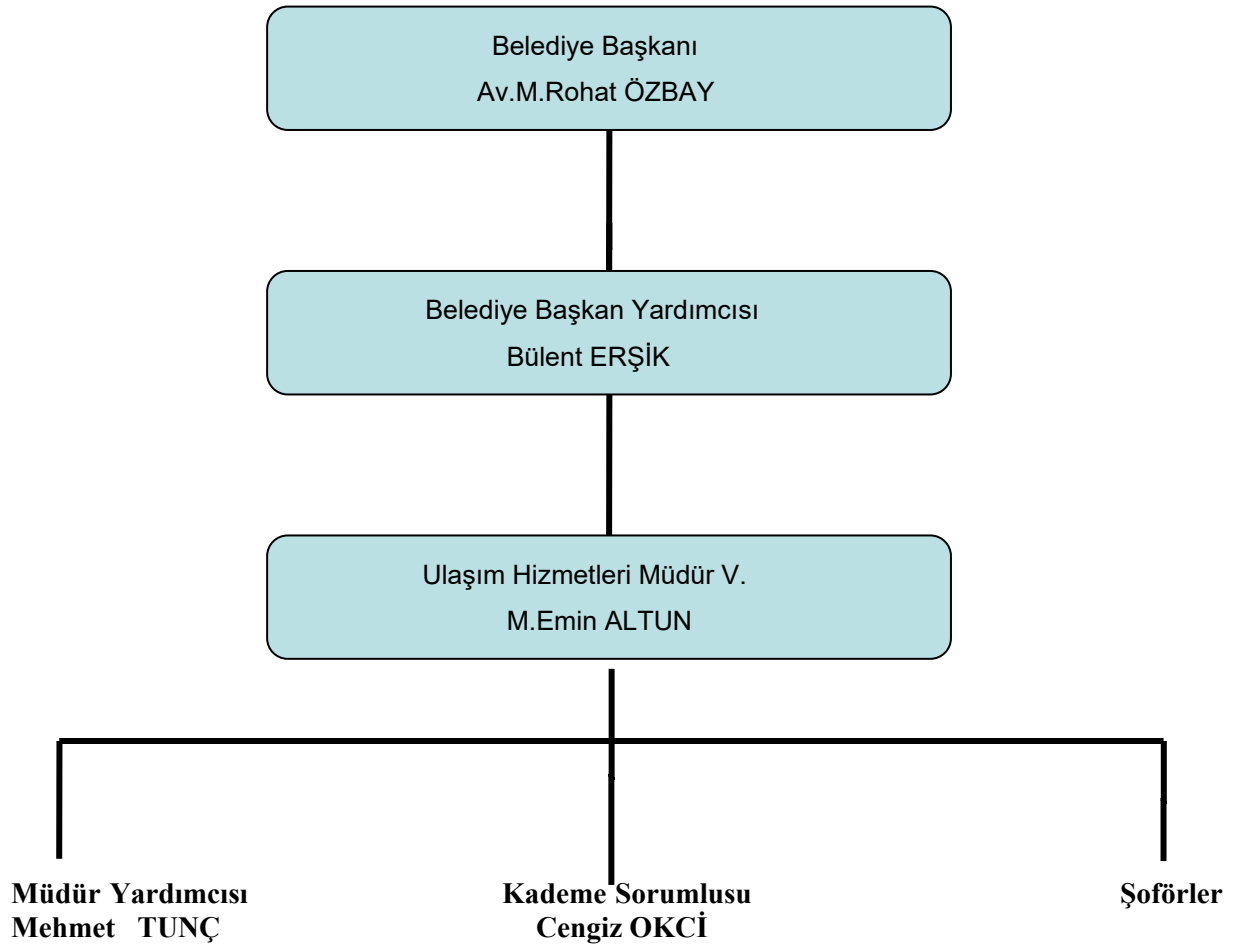 Belediye Başkanı
Av.M.Rohat ÖZBAY
Belediye Başkan Yardımcısı
Bülent ERŞİK
Ulaşım Hizmetleri Müdür V.
M.Emin ALTUN
Müdür Yardımcısı
Mehmet TUNÇ
Kademe Sorumlusu
Cengiz OKCİ
Şoförler